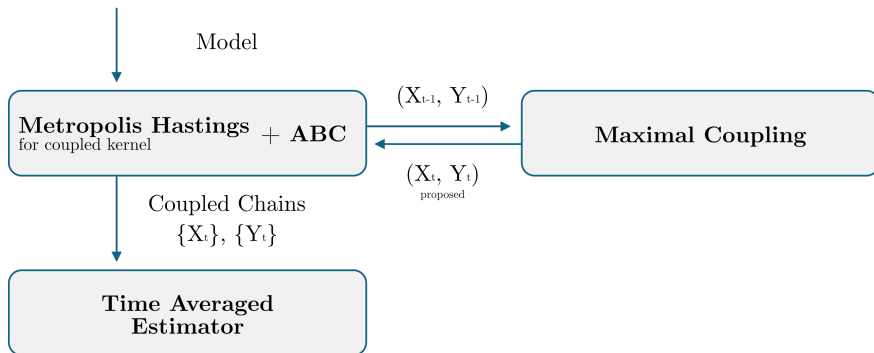 Model
Metropolis Hastings + ABC
for coupled kernel
(Xt-1, Yt-1)
Maximal Coupling
(Xt, Yt)
proposed
Coupled Chains
{Xt}, {Yt}
Time Averaged
Estimator